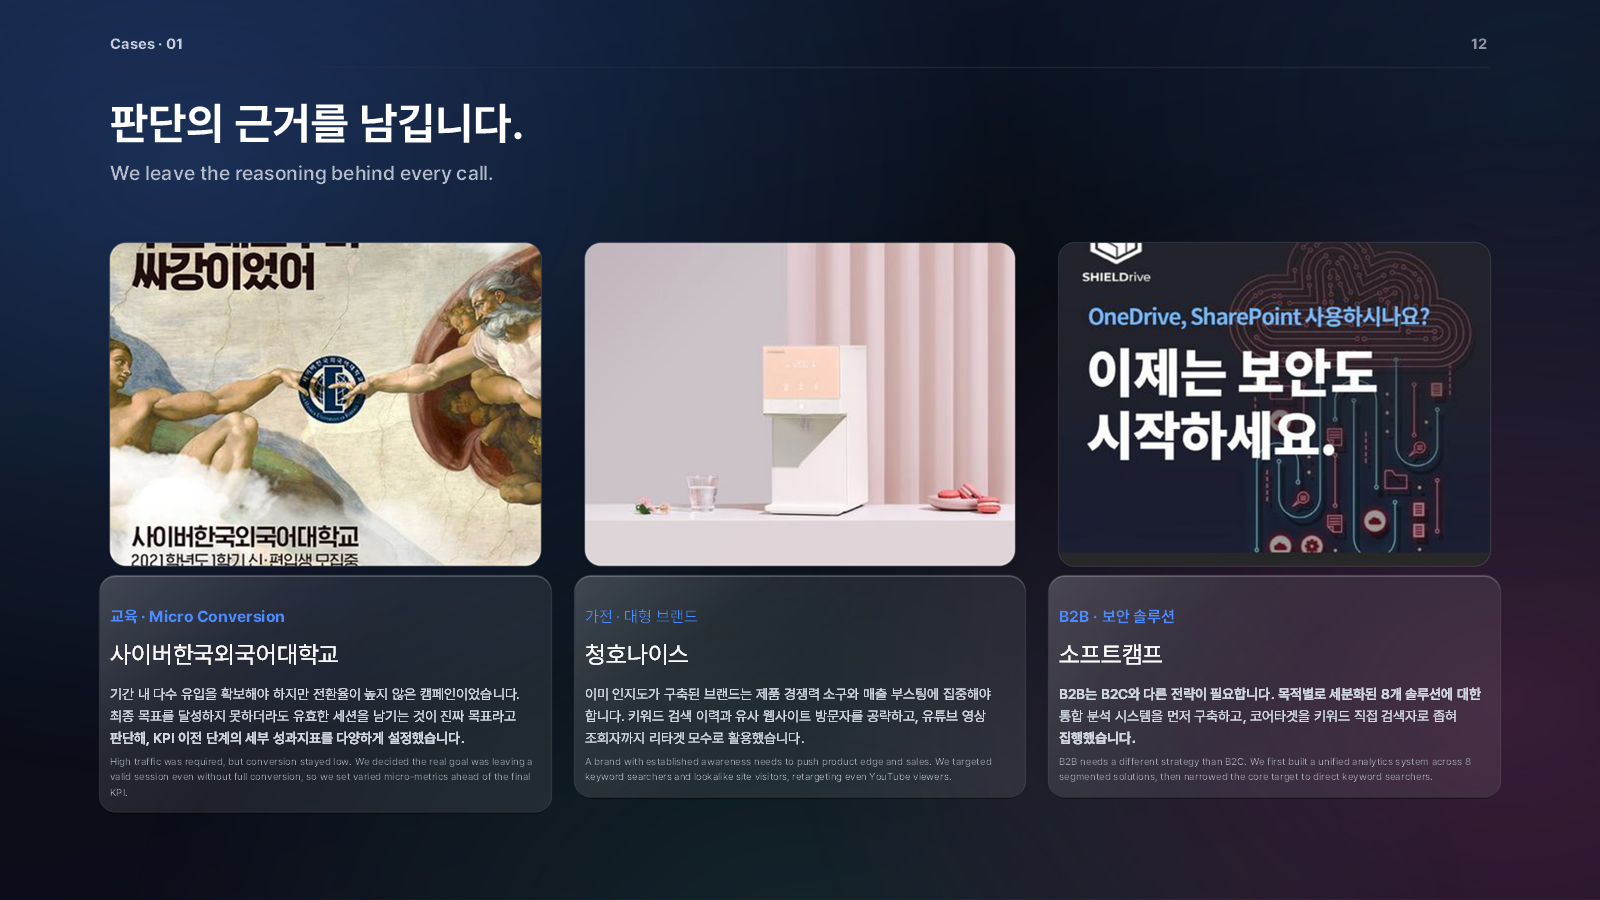 Cases · 01
12
판단의 근거를 남깁니다.
We leave the reasoning behind every call.
싸강이었어
사이버한국외국어대학교
2021학년도 1학기 신·편입생 모집중
SHIELDrive
OneDrive, SharePoint 사용하시나요?
이제는 보안도
시작하세요.
교육 · Micro Conversion
사이버한국외국어대학교
기간 내 다수 유입을 확보해야 하지만 전환율이 높지 않은 캠페인이었습니다.
최종 목표를 달성하지 못하더라도 유효한 세션을 남기는 것이 진짜 목표라고
판단해, KPI 이전 단계의 세부 성과지표를 다양하게 설정했습니다.
High traffic was required, but conversion stayed low. We decided the real goal was leaving a
valid session even without full conversion, so we set varied micro-metrics ahead of the final
KPI.
가전 · 대형 브랜드
청호나이스
이미 인지도가 구축된 브랜드는 제품 경쟁력 소구와 매출 부스팅에 집중해야
합니다. 키워드 검색 이력과 유사 웹사이트 방문자를 공략하고, 유튜브 영상
조회자까지 리타겟 모수로 활용했습니다.
A brand with established awareness needs to push product edge and sales. We targeted
keyword searchers and lookalike site visitors, retargeting even YouTube viewers.
B2B · 보안 솔루션
소프트캠프
B2B는 B2C와 다른 전략이 필요합니다. 목적별로 세분화된 8개 솔루션에 대한
통합 분석 시스템을 먼저 구축하고, 코어타겟을 키워드 직접 검색자로 좁혀
집행했습니다.
B2B needs a different strategy than B2C. We first built a unified analytics system across 8
segmented solutions, then narrowed the core target to direct keyword searchers.